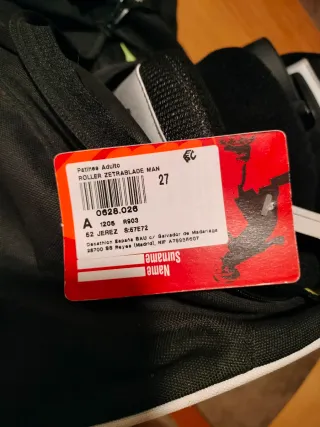 Patines Adulto
ROLLER ZETRABLADE MAN
27
0628.026
A 1205 R903
52 JEREZ S:67E72
Decathlon España SAU c/ Salvador de Madariaga
28700 SS Reyes (Madrid), NIF A79935607
Name
Surname